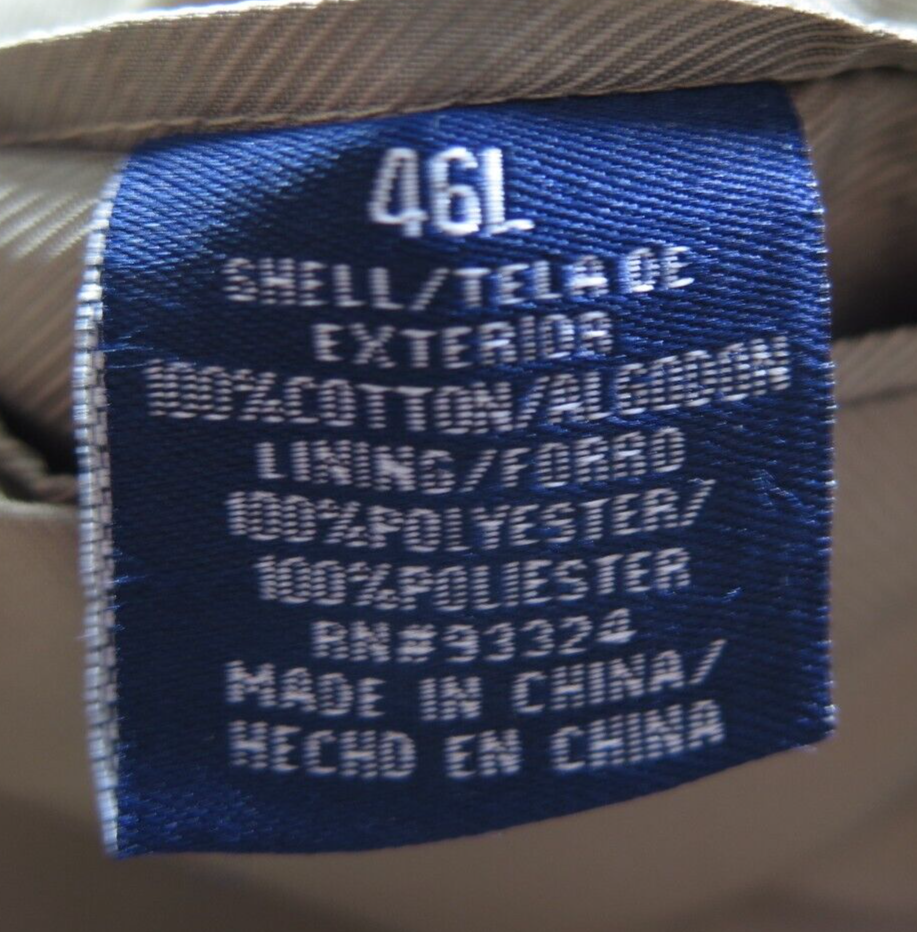 46L
SHELL/TELA DE
EXTERIOR
100%COTTON/ALGODON
LINING/FORRO
100%POLYESTER/
100%POLIESTER
RN#93324
MADE IN CHINA/
HECHO EN CHINA